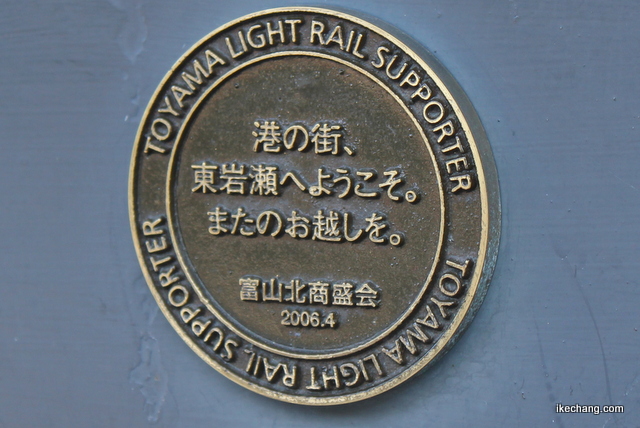 TOYAMA LIGHT RAIL SUPPORTER
港の街、
東岩瀬へようこそ。
またのお越しを。
富山北商盛会
2006.4
TOYAMA LIGHT RAIL SUPPORTER
ikechang.com